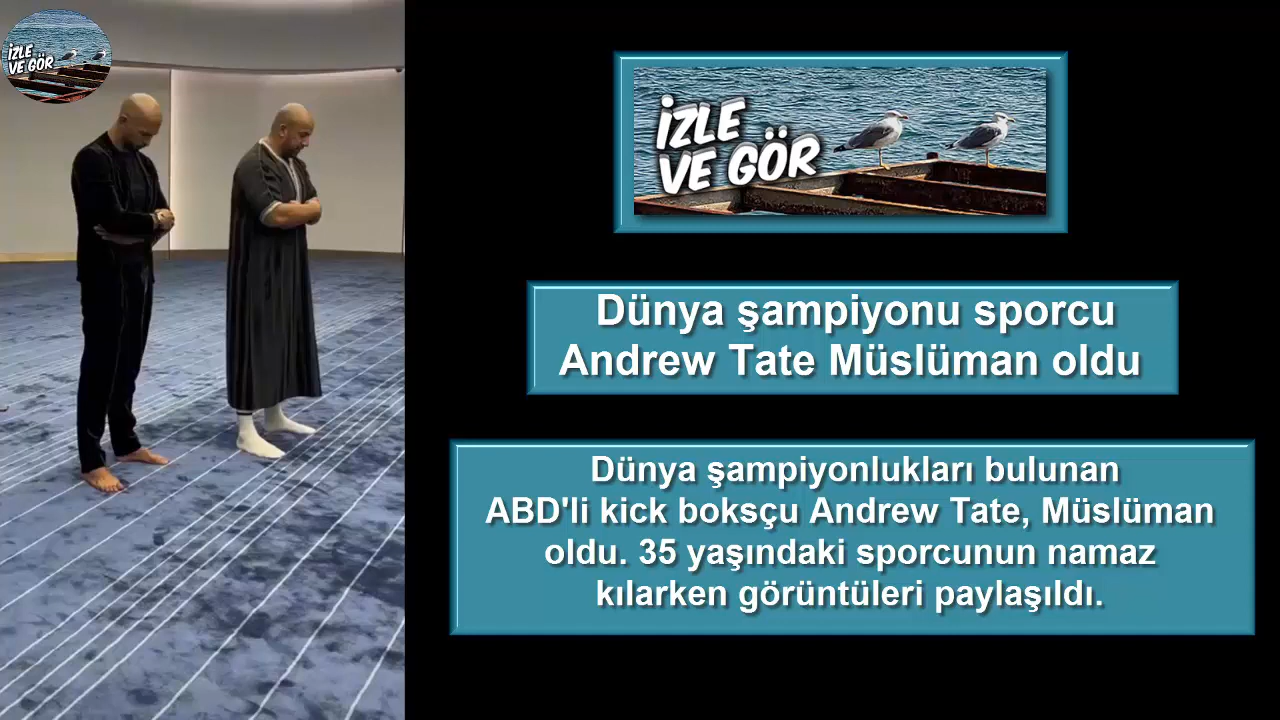 İZLE
VE GÖR
İZLE
VE GÖR
Dünya şampiyonu sporcu
Andrew Tate Müslüman oldu
Dünya şampiyonlukları bulunan
ABD'li kick boksçu Andrew Tate, Müslüman
oldu. 35 yaşındaki sporcunun namaz
kılarken görüntüleri paylaşıldı.